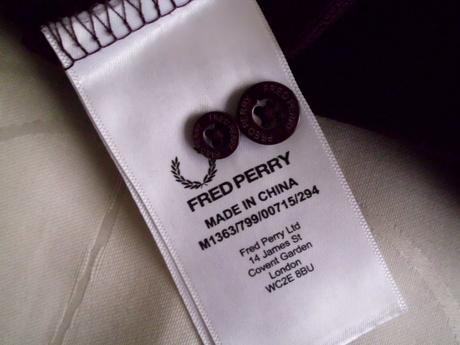 FRED PERRY
MADE IN CHINA
M1363/799/00715/294
Fred Perry Ltd
14 James St
Covent Garden
London
WC2E 8BU